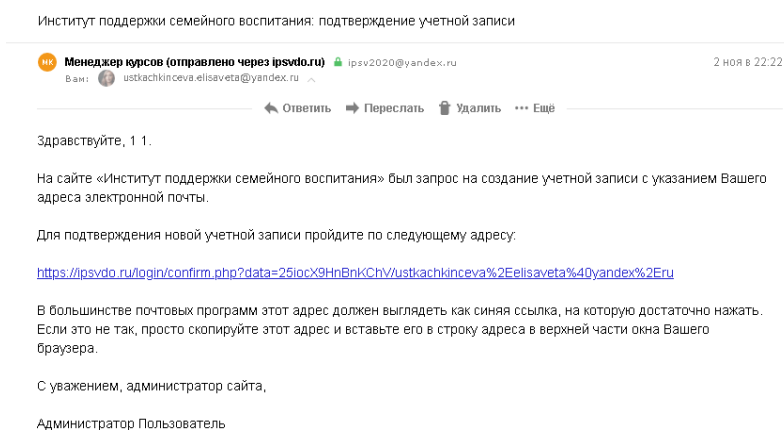 Институт поддержки семейного воспитания: подтверждение учетной записи
МК Менеджер курсов (отправлено через ipsvdo.ru) ipsv2020@yandex.ru 2 ноя в 22:22
Вам: ustkachkinceva.elisaveta@yandex.ru
Ответить Переслать Удалить ••• Ещё
Здравствуйте, 1 1.
На сайте «Институт поддержки семейного воспитания» был запрос на создание учетной записи с указанием Вашего
адреса электронной почты.
Для подтверждения новой учетной записи пройдите по следующему адресу:
https://ipsvdo.ru/login/confirm.php?data=25iocX9HnBnKChV/ustkachkinceva%2Eelisaveta%40yandex%2Eru
В большинстве почтовых программ этот адрес должен выглядеть как синяя ссылка, на которую достаточно нажать.
Если это не так, просто скопируйте этот адрес и вставьте его в строку адреса в верхней части окна Вашего
браузера.
С уважением, администратор сайта,
Администратор Пользователь